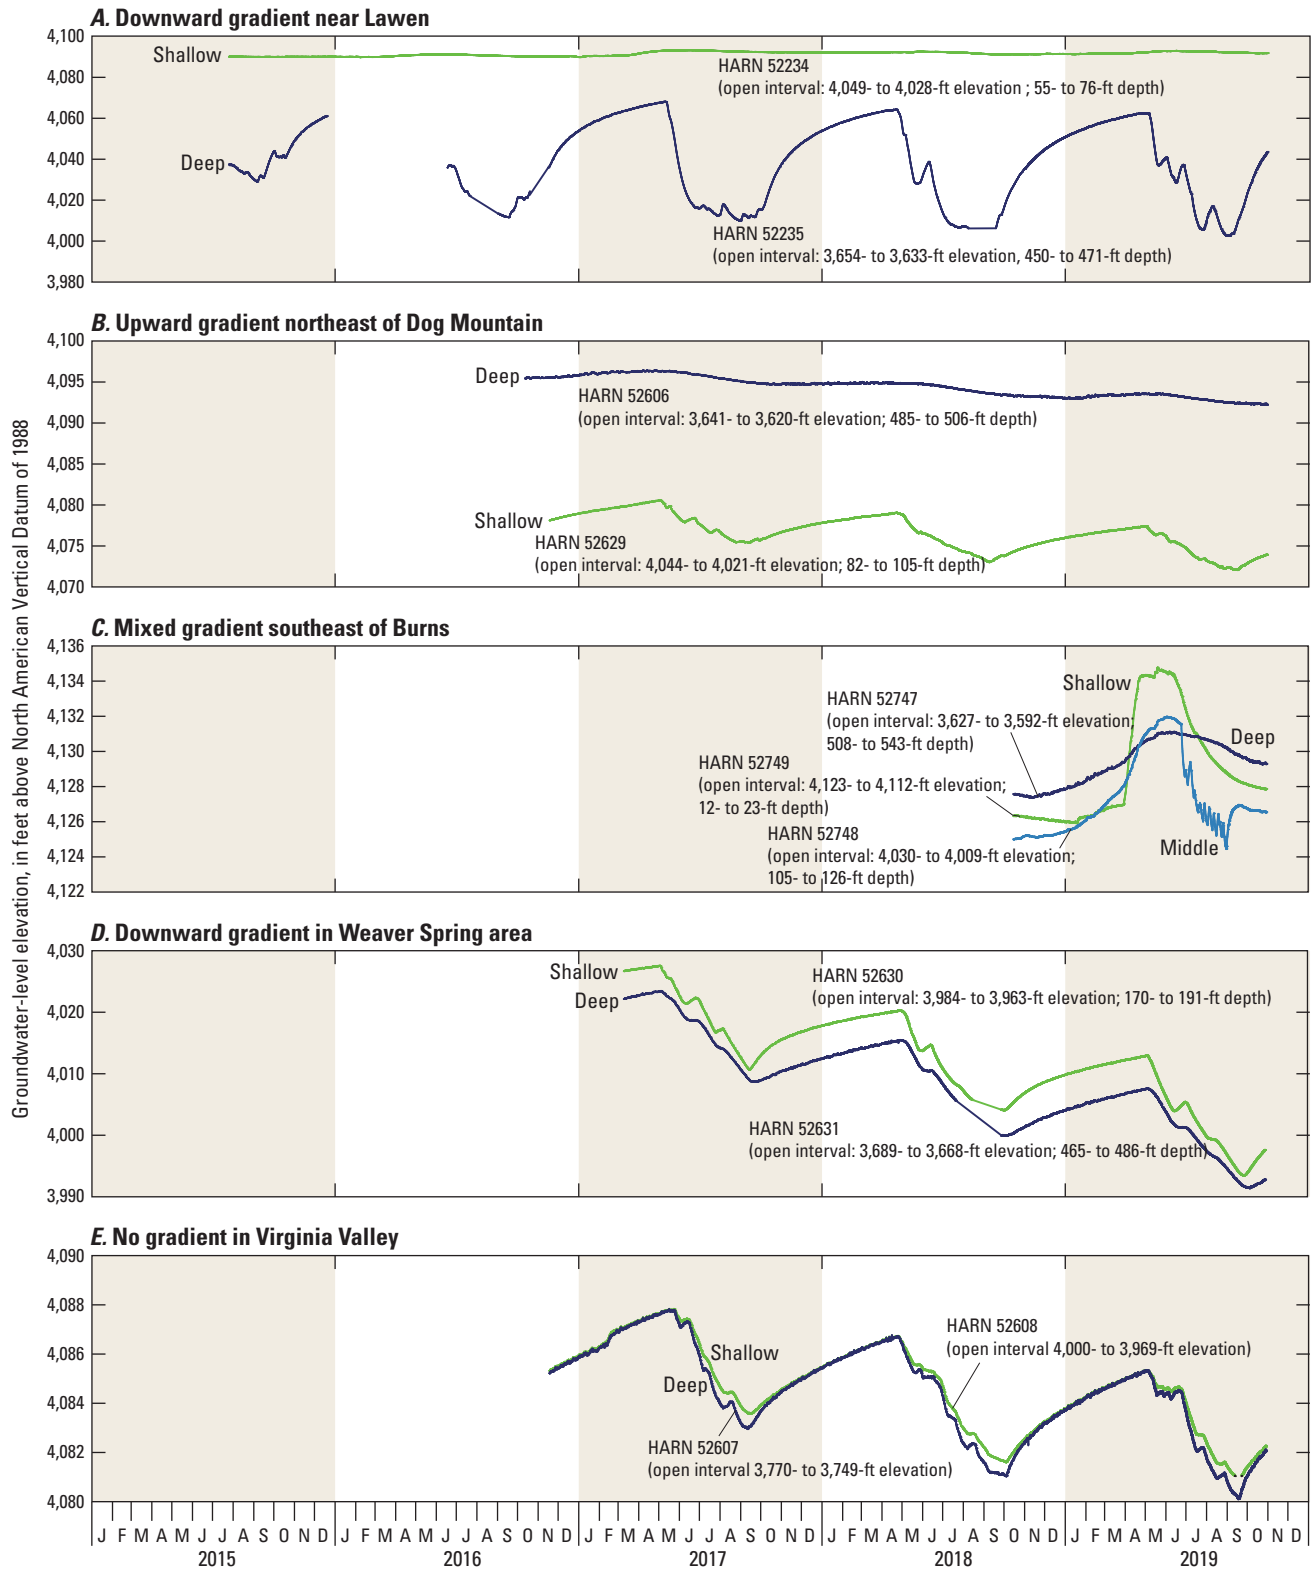 Groundwater-level elevation, in feet above North American Vertical Datum of 1988
A. Downward gradient near Lawen
4,100
4,080
4,060
4,040
4,020
4,000
3,980
Shallow
HARN 52234
(open interval: 4,049- to 4,028-ft elevation ; 55- to 76-ft depth)
Deep
HARN 52235
(open interval: 3,654- to 3,633-ft elevation, 450- to 471-ft depth)
B. Upward gradient northeast of Dog Mountain
4,100
4,095
4,090
4,085
4,080
4,075
4,070
Deep
HARN 52606
(open interval: 3,641- to 3,620-ft elevation; 485- to 506-ft depth)
Shallow
HARN 52629
(open interval: 4,044- to 4,021-ft elevation; 82- to 105-ft depth)
C. Mixed gradient southeast of Burns
4,136
4,134
4,132
4,130
4,128
4,126
4,124
4,122
Shallow
HARN 52747
(open interval: 3,627- to 3,592-ft elevation;
508- to 543-ft depth)
Deep
HARN 52749
(open interval: 4,123- to 4,112-ft elevation;
12- to 23-ft depth)
HARN 52748
(open interval: 4,030- to 4,009-ft elevation;
105- to 126-ft depth)
Middle
D. Downward gradient in Weaver Spring area
4,030
4,020
4,010
4,000
3,990
Shallow
Deep
HARN 52630
(open interval: 3,984- to 3,963-ft elevation; 170- to 191-ft depth)
HARN 52631
(open interval: 3,689- to 3,668-ft elevation; 465- to 486-ft depth)
E. No gradient in Virginia Valley
4,090
4,088
4,086
4,084
4,082
4,080
HARN 52608
(open interval 4,000- to 3,969-ft elevation)
Shallow
Deep
HARN 52607
(open interval 3,770- to 3,749-ft elevation)
J F M A M J J A S O N D J F M A M J J A S O N D J F M A M J J A S O N D J F M A M J J A S O N D J F M A M J J A S O N D
2015 2016 2017 2018 2019